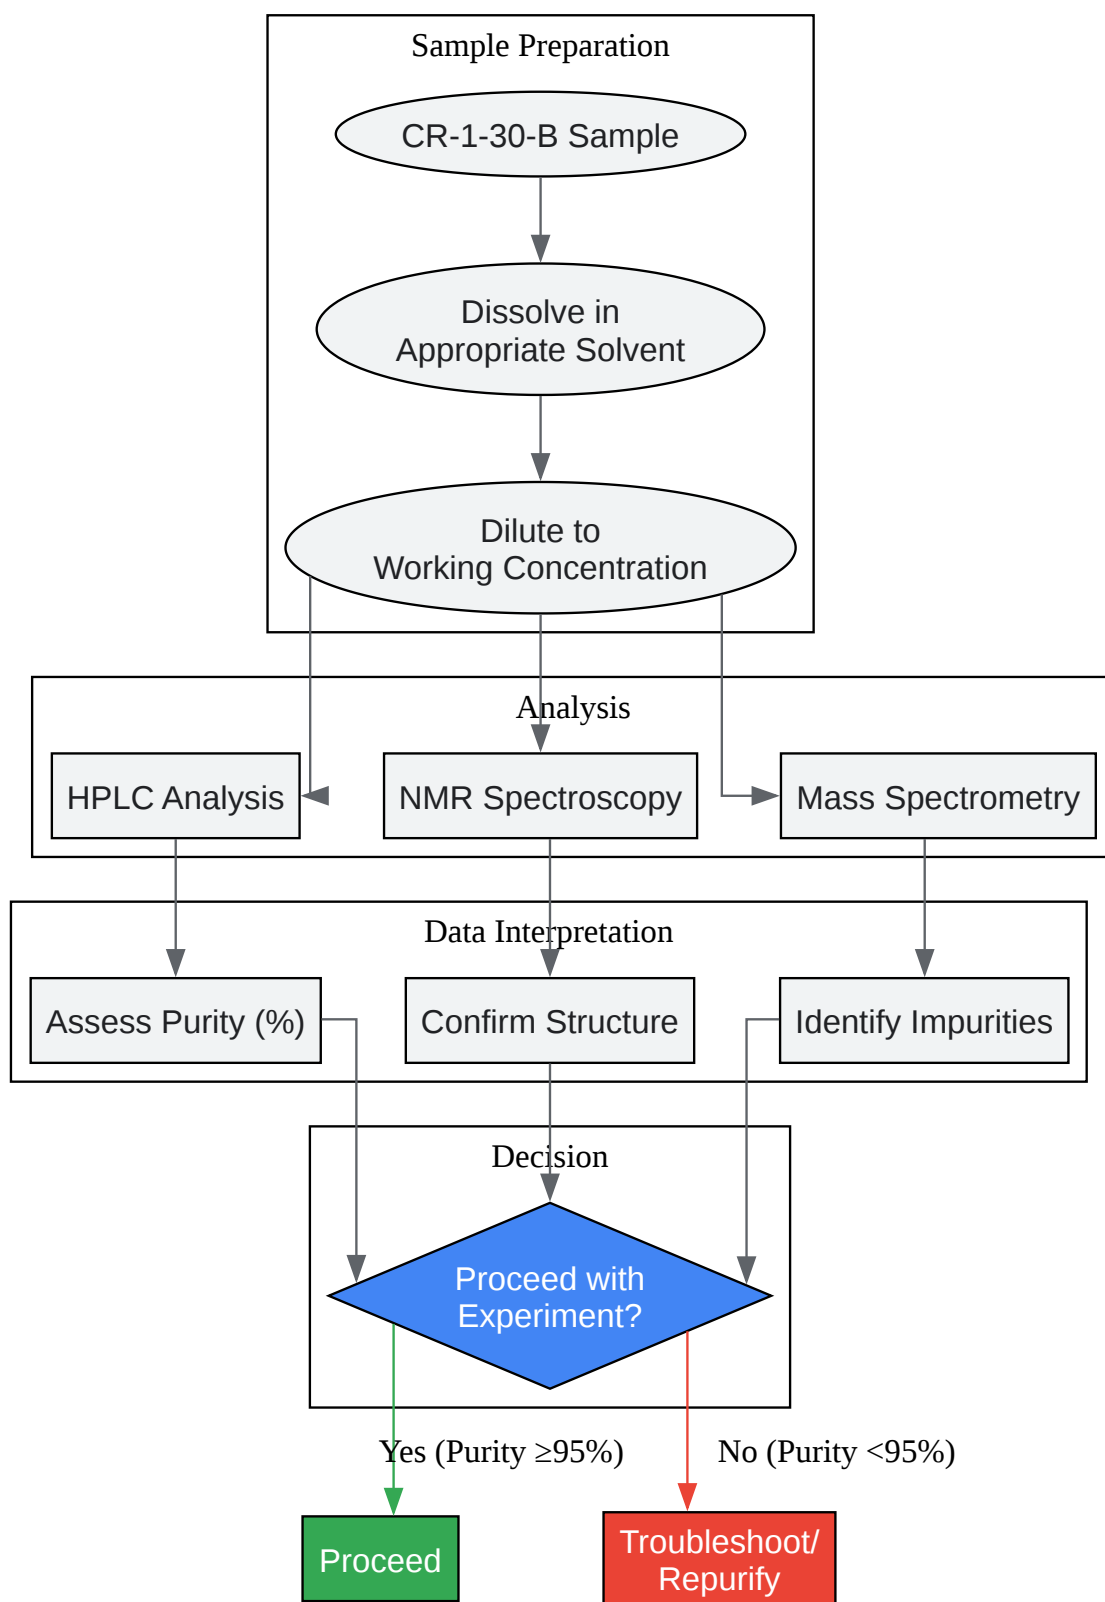 Sample Preparation
CR-1-30-B Sample
Dissolve in
Appropriate Solvent
Dilute to
Working Concentration
Analysis
HPLC Analysis
NMR Spectroscopy
Mass Spectrometry
Data Interpretation
Assess Purity (%)
Confirm Structure
Identify Impurities
Decision
Proceed with
Experiment?
Yes (Purity ≥95%)
No (Purity <95%)
Proceed
Troubleshoot/
Repurify